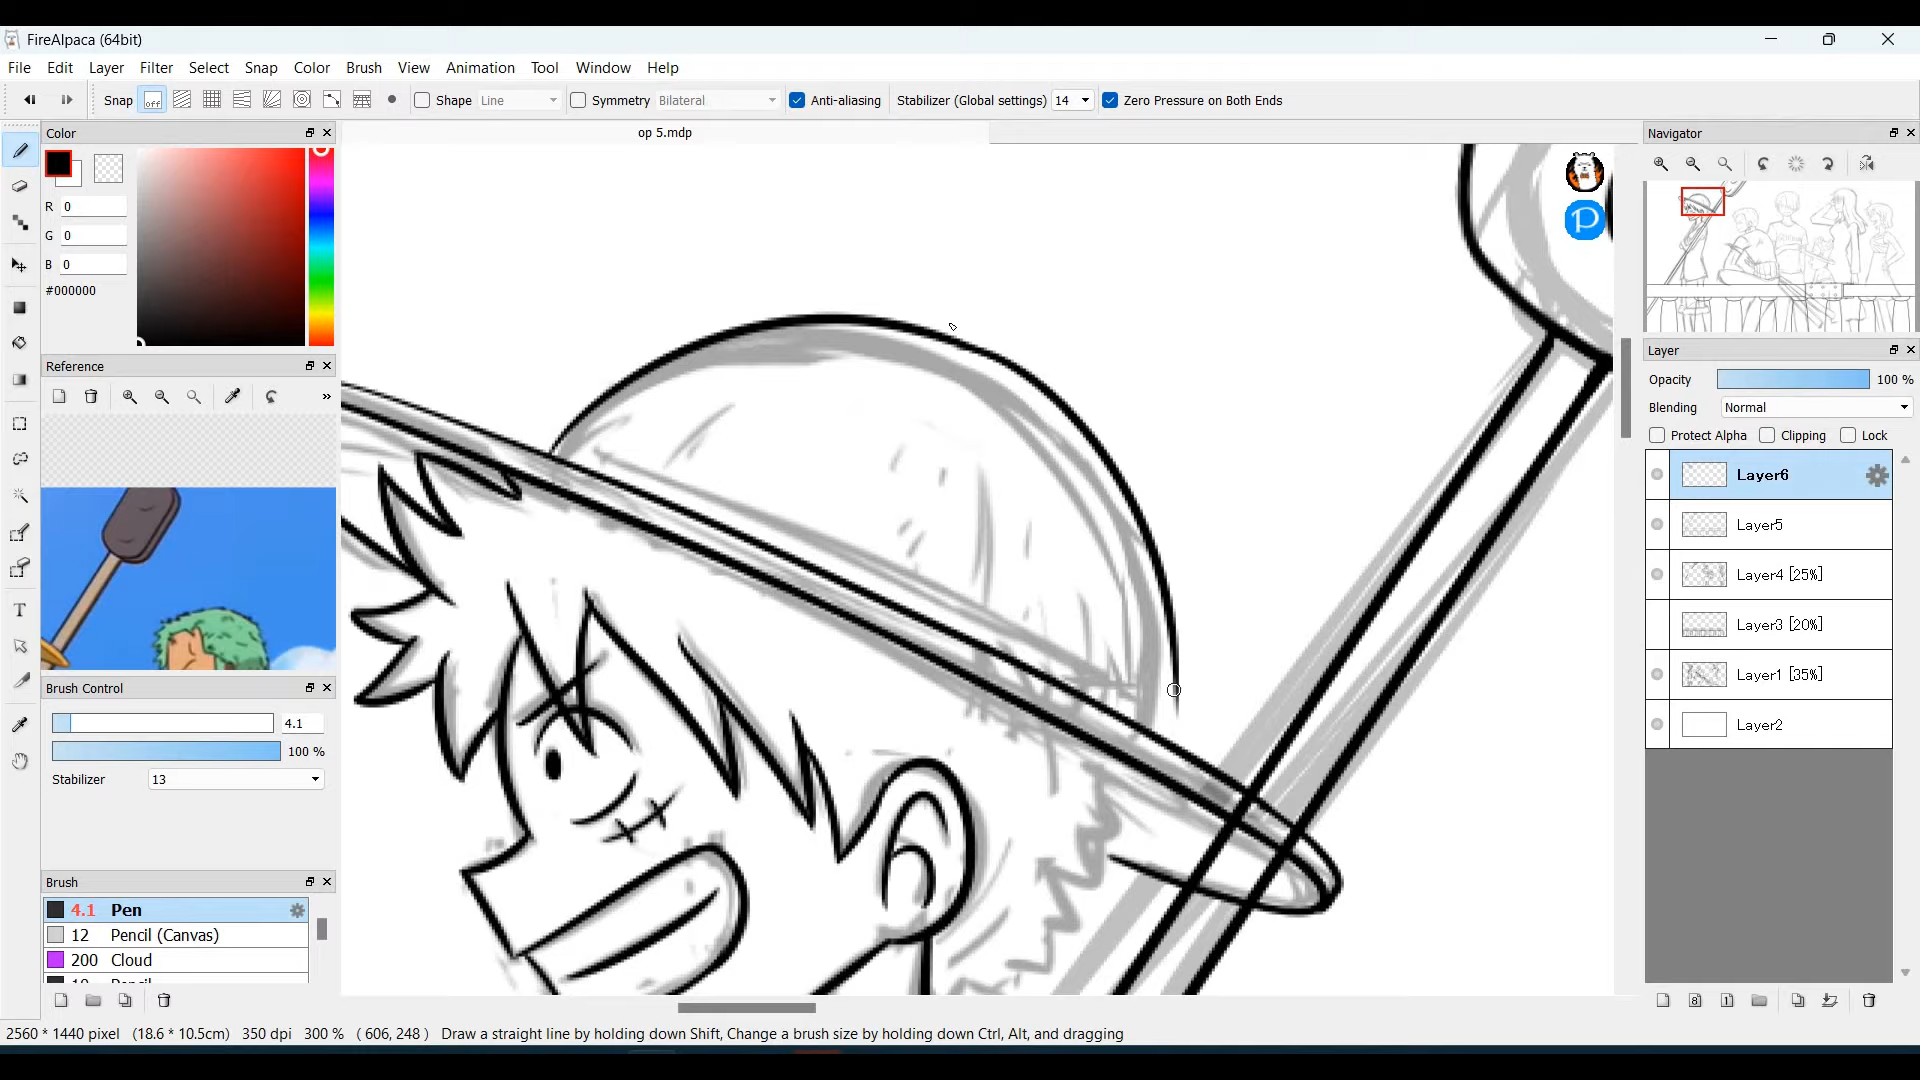 FireAlpaca (64bit)
File Edit Layer Filter Select Snap Color Brush View Animation Tool Window Help
Snap off Shape Line Symmetry Bilateral Anti-aliasing Stabilizer (Global settings) 14 Zero Pressure on Both Ends
Color
op 5.mdp
Navigator
R 0
G 0
B 0
#000000
Reference
»
Layer
Opacity 100 %
Blending Normal
Protect Alpha Clipping Lock
Layer6
Layer5
Layer4 [25%]
Layer3 [20%]
Layer1 [35%]
Layer2
Brush Control
4.1
100 %
Stabilizer 13
Brush
4.1 Pen
12 Pencil (Canvas)
200 Cloud
10 Pencil
T
P
8
1
2560 * 1440 pixel (18.6 * 10.5cm) 350 dpi 300 % ( 606, 248 ) Draw a straight line by holding down Shift, Change a brush size by holding down Ctrl, Alt, and dragging